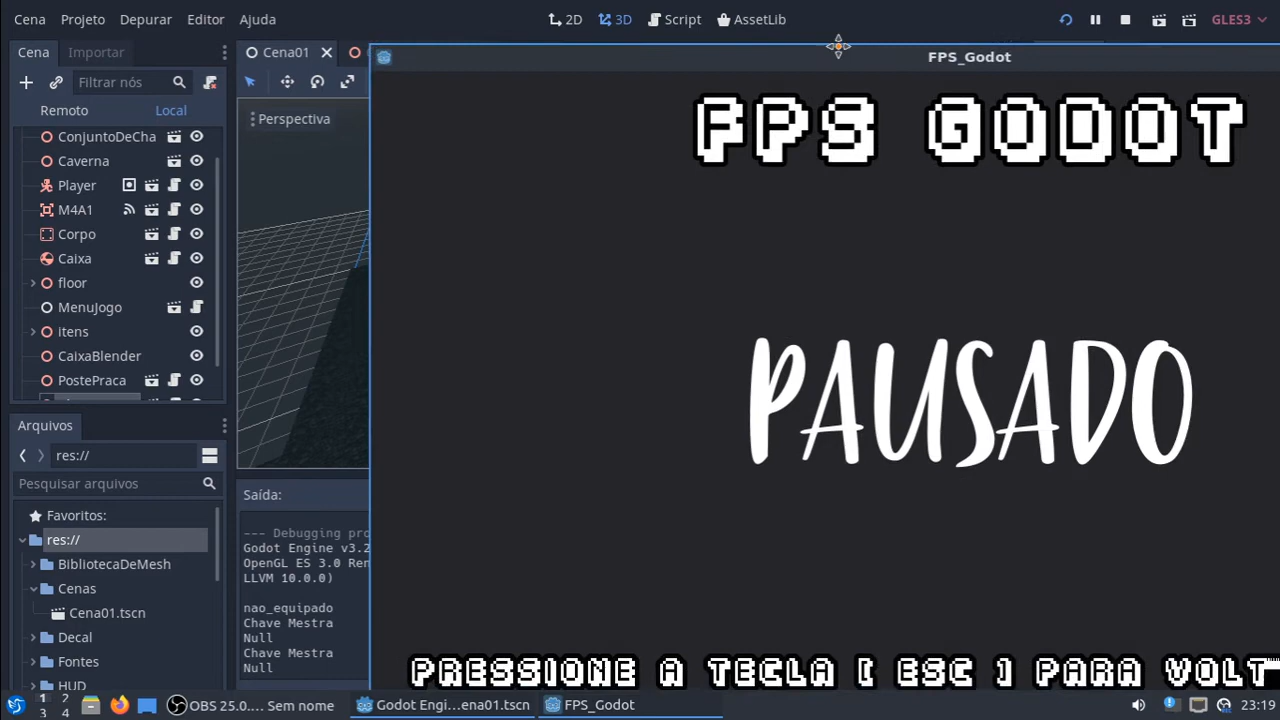 Cena Projeto Depurar Editor Ajuda 2D 3D Script AssetLib GLES3
Cena Importar
Filtrar nós
Remoto Local
ConjuntoDeCha
Caverna
Player
M4A1
Corpo
Caixa
floor
MenuJogo
itens
CaixaBlender
PostePraca
Arquivos
res://
Pesquisar arquivos
Favoritos:
res://
BIbliotecaDeMesh
Cenas
Cena01.tscn
Decal
Fontes
HUD
Cena01
Perspectiva
Saída:
--- Debugging pro
Godot Engine v3.2
OpenGL ES 3.0 Ren
LLVM 10.0.0)
nao_equipado
Chave Mestra
Null
Chave Mestra
Null
FPS_Godot
FPS GODOT
PAUSADO
PRESSIONE A TECLA [ ESC ] PARA VOLT
1 2
3 4
OBS 25.0.... Sem nome Godot Engi...ena01.tscn FPS_Godot 23:19